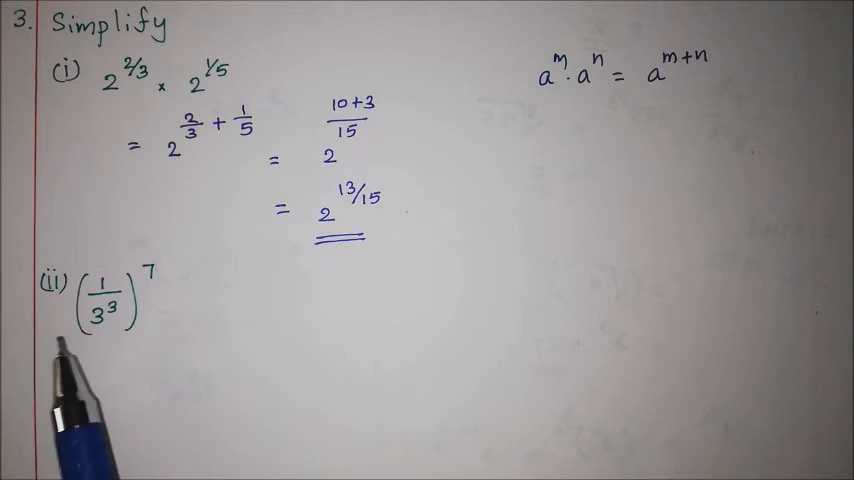 3. Simplify
(i) 2^{2/3} × 2^{1/5}
a^m · a^n = a^{m+n}
= 2^{2/3 + 1/5} = 2^{(10+3)/15}
= 2^{13/15}
(ii) (1/3^3)^7